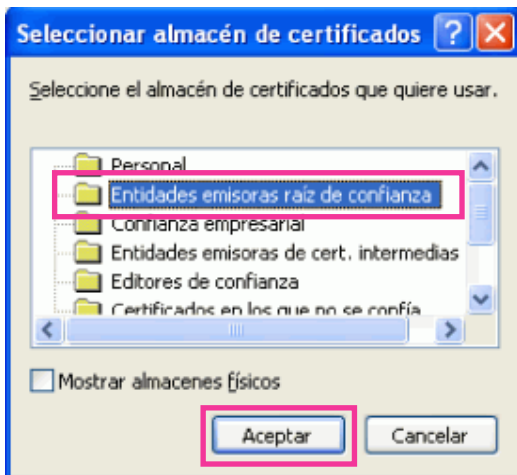 Seleccionar almacén de certificados
Seleccione el almacén de certificados que quiere usar.
Personal
Entidades emisoras raíz de confianza
Confianza empresarial
Entidades emisoras de cert. intermedias
Editores de confianza
Certificados en los que no se confía
Mostrar almacenes físicos
Aceptar
Cancelar